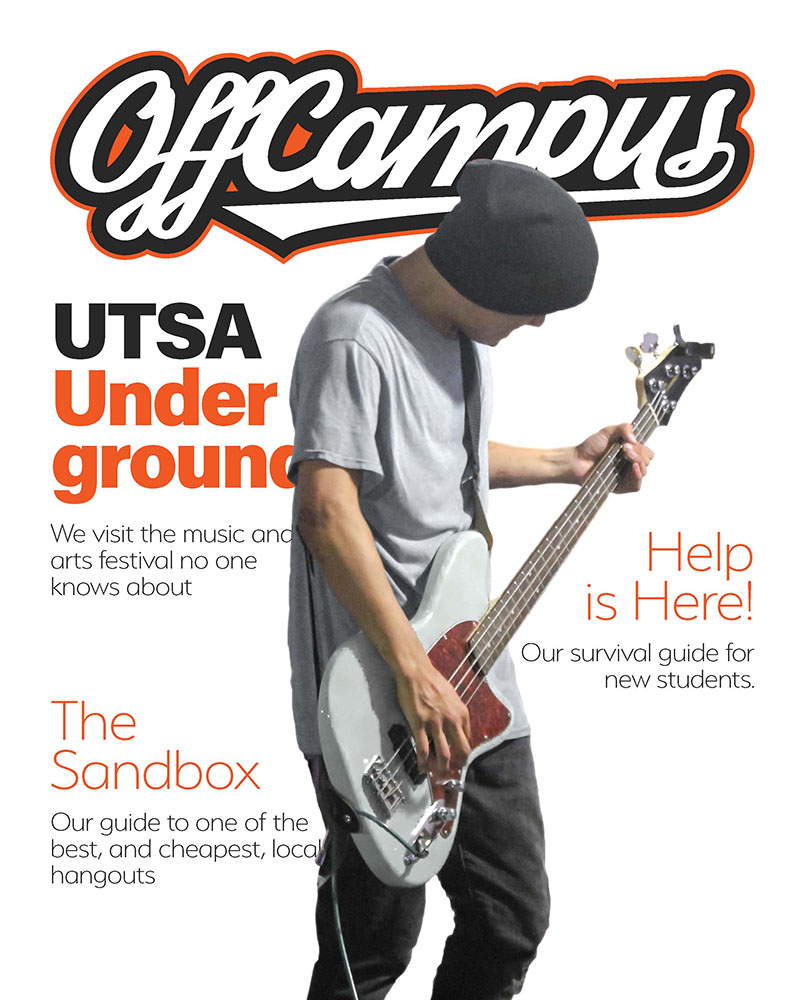 OffCampus
UTSA
Under
ground
We visit the music and
arts festival no one
knows about
Help
is Here!
Our survival guide for
new students.
The
Sandbox
Our guide to one of the
best, and cheapest, local
hangouts